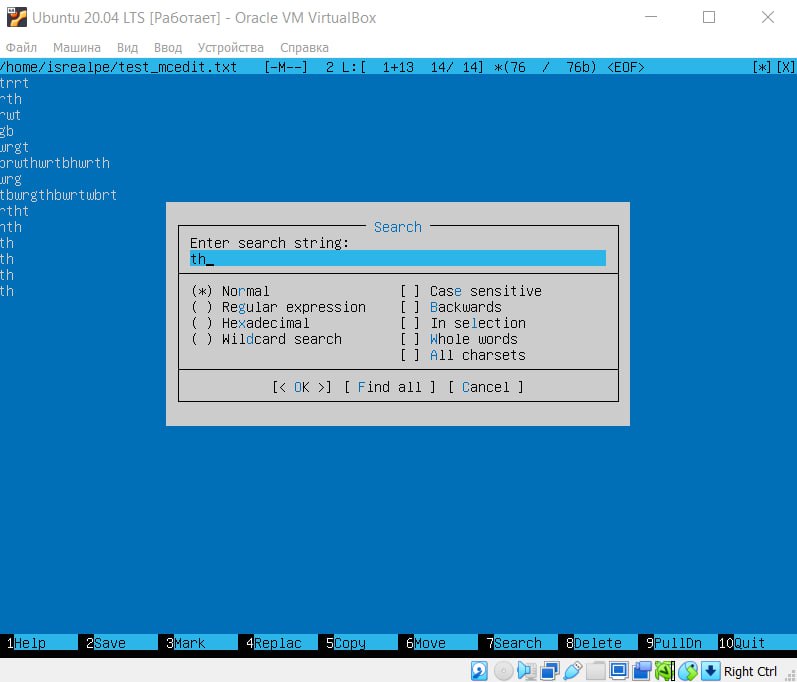 Ubuntu 20.04 LTS [Работает] - Oracle VM VirtualBox
Файл Машина Вид Ввод Устройства Справка
/home/isrealpe/test_mcedit.txt [-M--] 2 L:[ 1+13 14/ 14] *(76 / 76b) <EOF> [*][X]
trrt
rth
rwt
gb
wrgt
brwthwrtbhwrth
wrg
tbwrgthbwrtwbrt
rtht
hth
th
th
th
th
Search
Enter search string:
th_
(*) Normal [ ] Case sensitive
( ) Regular expression [ ] Backwards
( ) Hexadecimal [ ] In selection
( ) Wildcard search [ ] Whole words
[ ] All charsets
[< OK >] [ Find all ] [ Cancel ]
1Help 2Save 3Mark 4Replac 5Copy 6Move 7Search 8Delete 9PullDn 10Quit
Right Ctrl